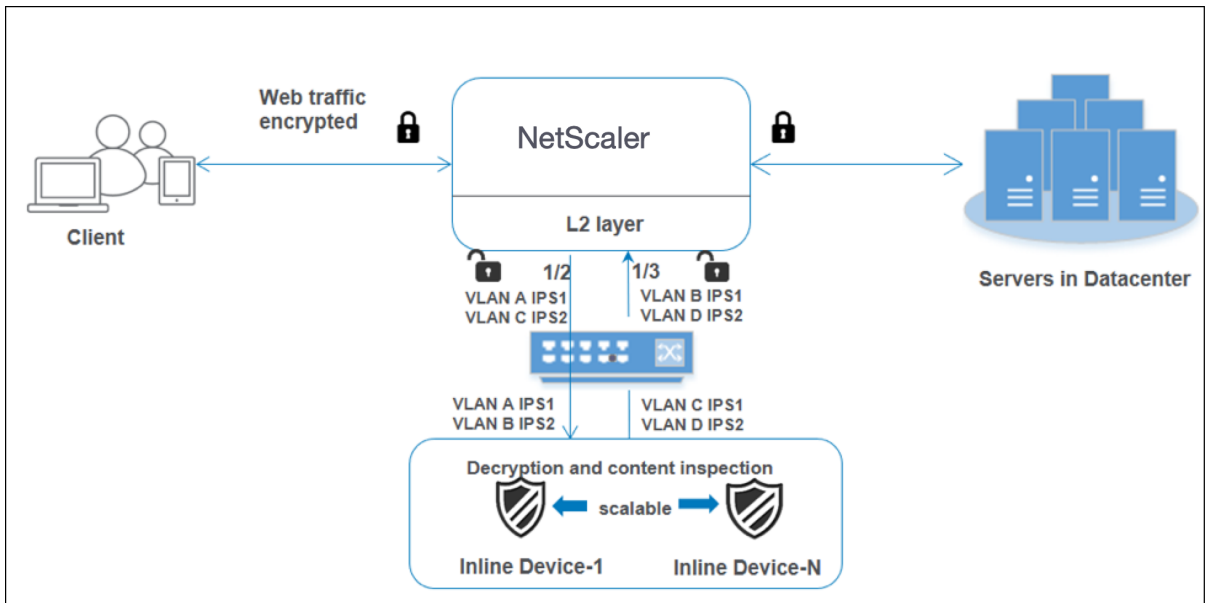 Web traffic
encrypted
NetScaler
L2 layer
Client
Servers in Datacenter
1/2
1/3
VLAN A IPS1
VLAN C IPS2
VLAN B IPS1
VLAN D IPS2
VLAN A IPS1
VLAN B IPS2
VLAN C IPS1
VLAN D IPS2
Decryption and content inspection
scalable
Inline Device-1
Inline Device-N